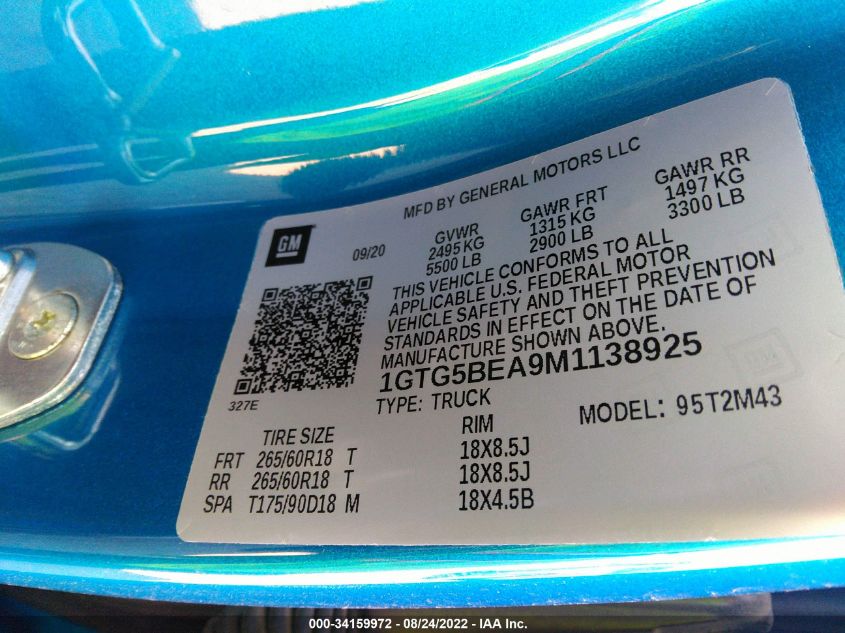 MFD BY GENERAL MOTORS LLC
GM
09/20
GVWR
2495 KG
5500 LB
GAWR FRT
1315 KG
2900 LB
GAWR RR
1497 KG
3300 LB
THIS VEHICLE CONFORMS TO ALL
APPLICABLE U.S. FEDERAL MOTOR
VEHICLE SAFETY AND THEFT PREVENTION
STANDARDS IN EFFECT ON THE DATE OF
MANUFACTURE SHOWN ABOVE.
1GTG5BEA9M1138925
327E
TYPE: TRUCK
MODEL: 95T2M43
TIRE SIZE RIM
FRT 265/60R18 T 18X8.5J
RR 265/60R18 T 18X8.5J
SPA T175/90D18 M 18X4.5B
000-34159972 - 08/24/2022 - IAA Inc.